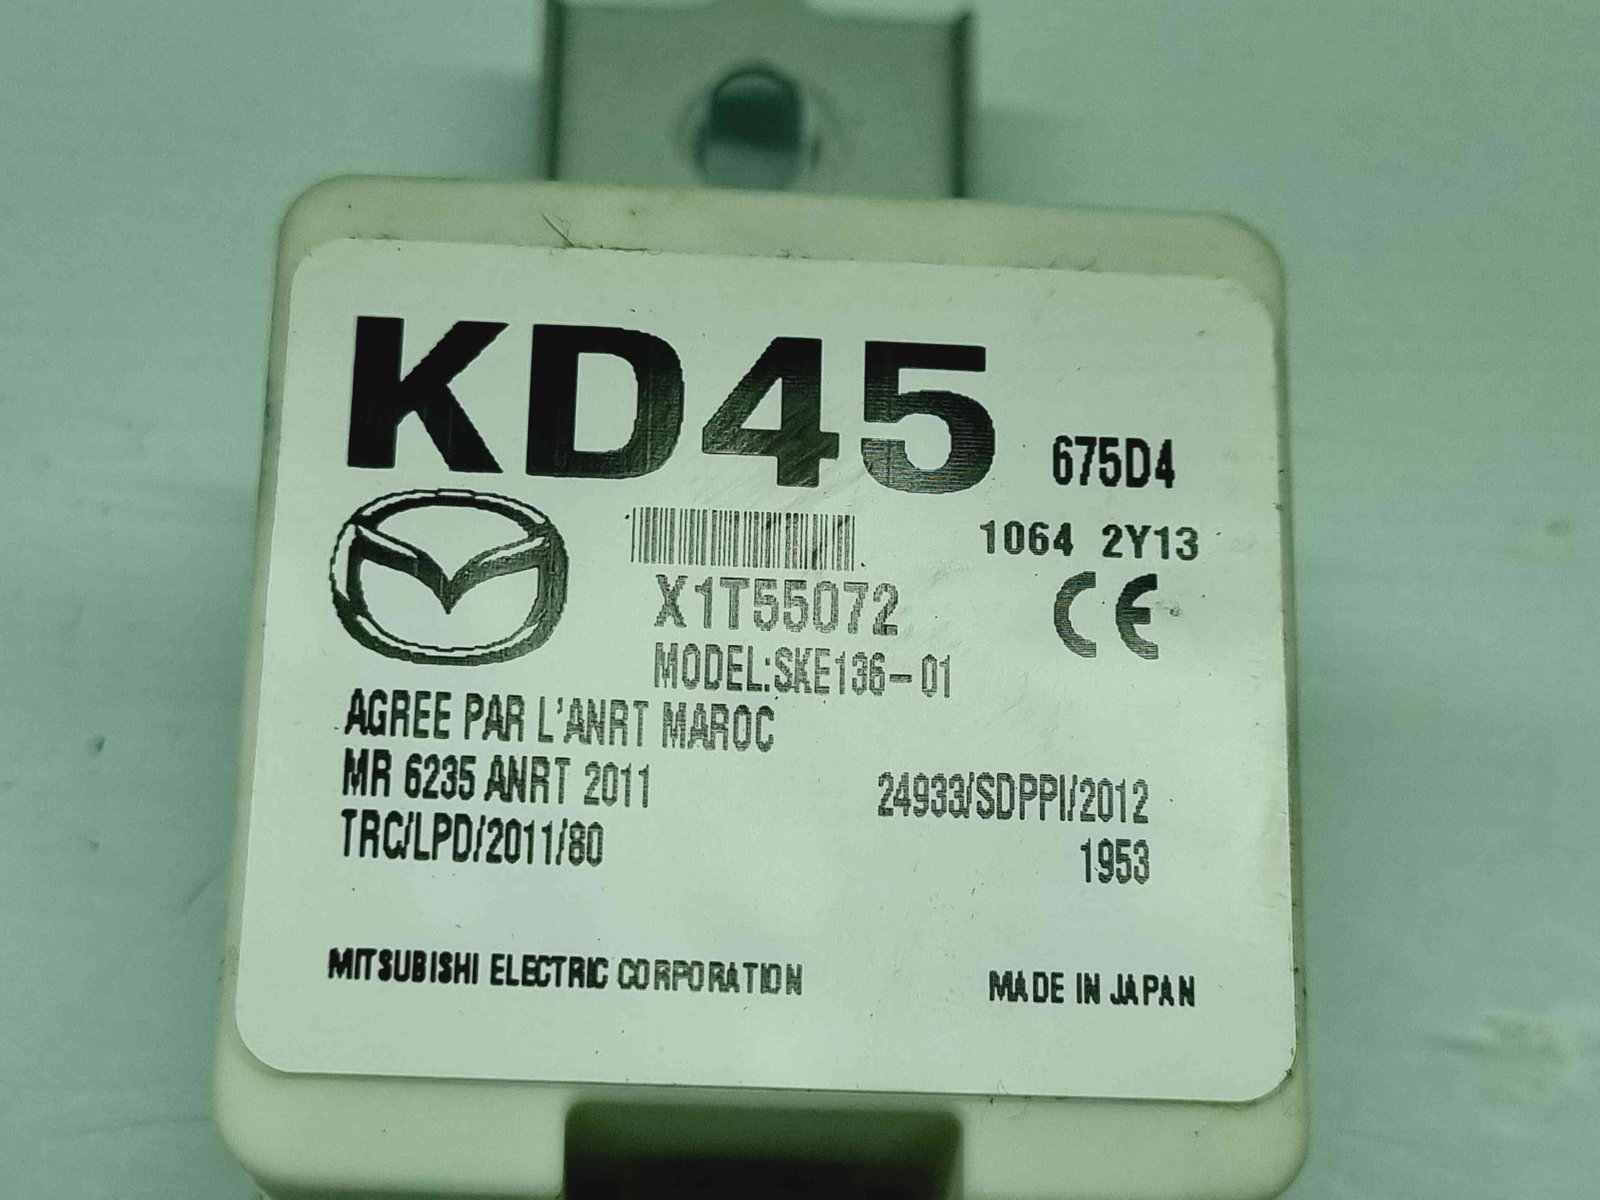 KD45 675D4
1064 2Y13
X1T55072
MODEL:SKE136-01
CE
AGREE PAR L'ANRT MAROC
MR 6235 ANRT 2011
24933/SDPPI/2012
TRC/LPD/2011/80
1953
MITSUBISHI ELECTRIC CORPORATION
MADE IN JAPAN